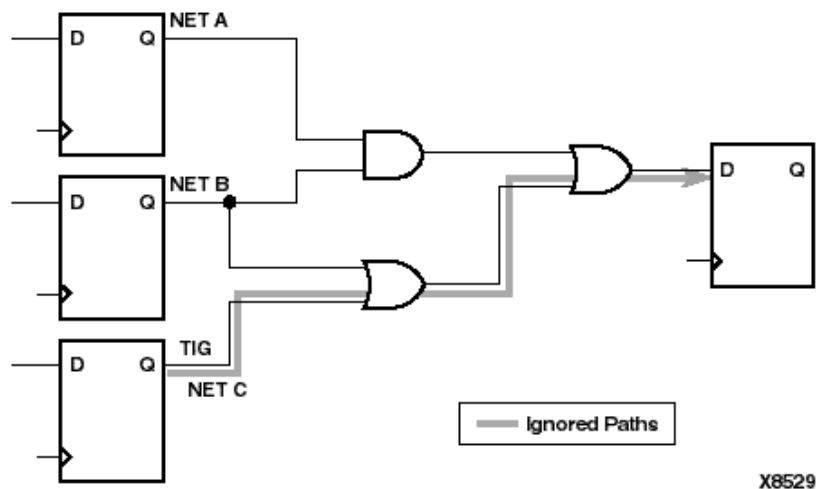 NET A
D Q
NET B
D Q
D Q
TIG
D Q
NET C
Ignored Paths
X8529